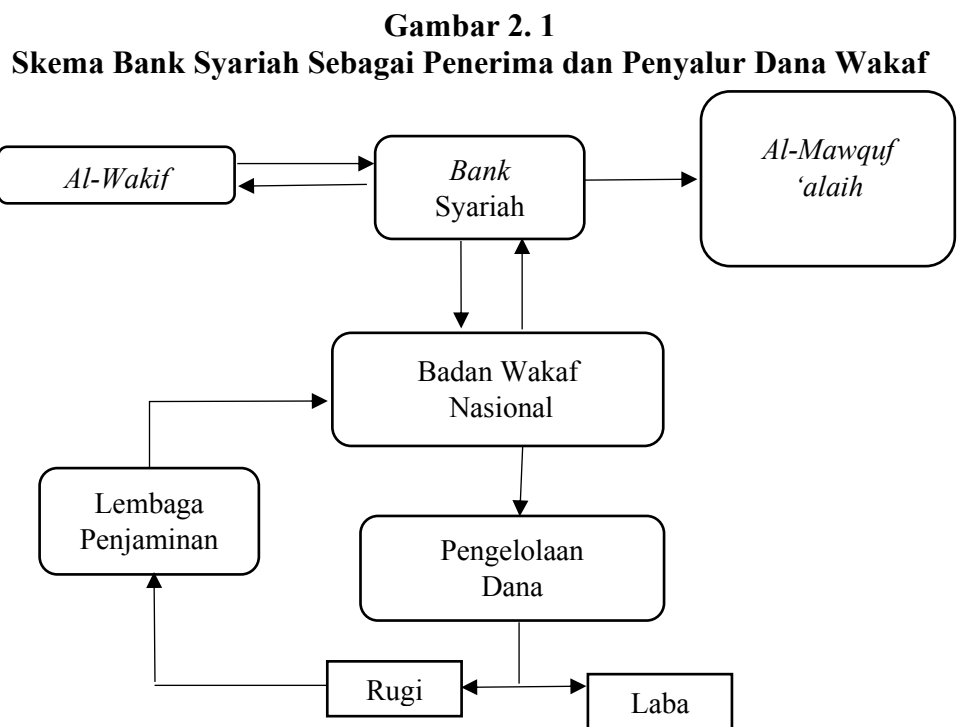 Gambar 2. 1
Skema Bank Syariah Sebagai Penerima dan Penyalur Dana Wakaf
Al-Wakif
Bank
Syariah
Al-Mawquf
‘alaih
Badan Wakaf
Nasional
Lembaga
Penjaminan
Pengelolaan
Dana
Rugi
Laba